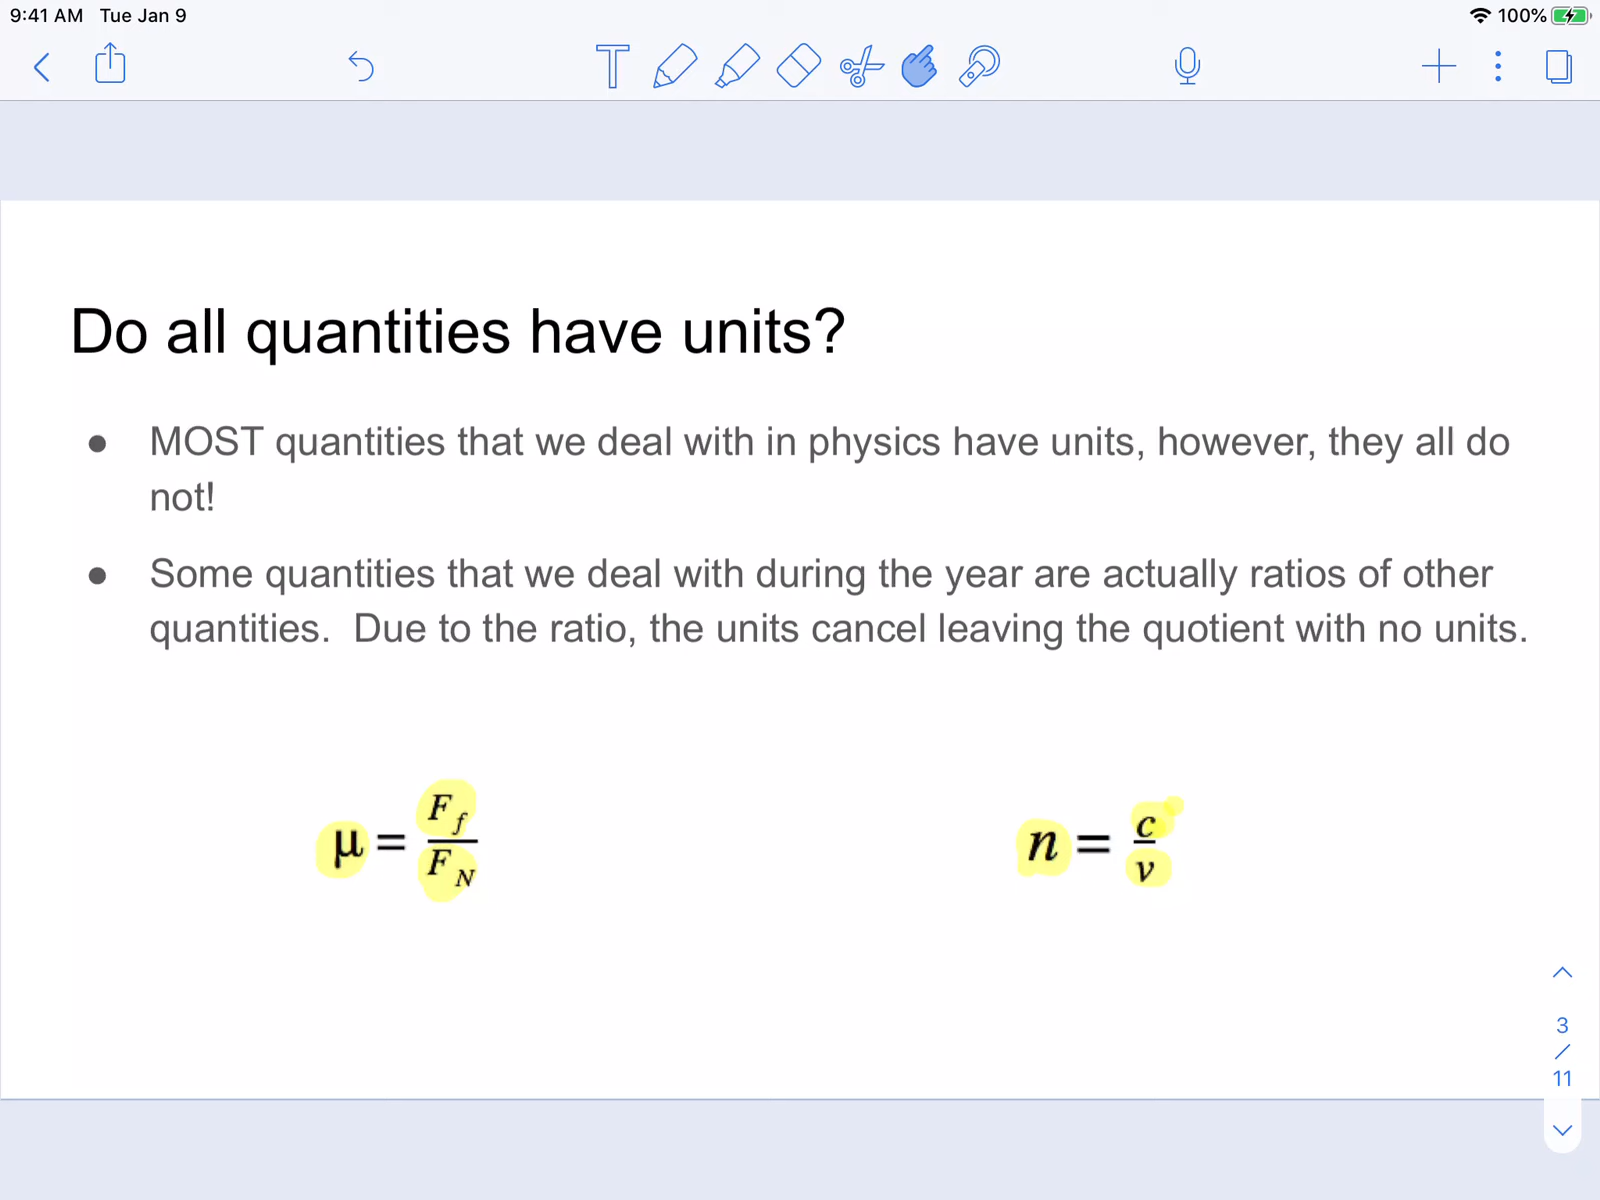 9:41 AM Tue Jan 9
100%
Do all quantities have units?
● MOST quantities that we deal with in physics have units, however, they all do
not!
● Some quantities that we deal with during the year are actually ratios of other
quantities.  Due to the ratio, the units cancel leaving the quotient with no units.
μ = F_f / F_N
n = c / v
3
/
11